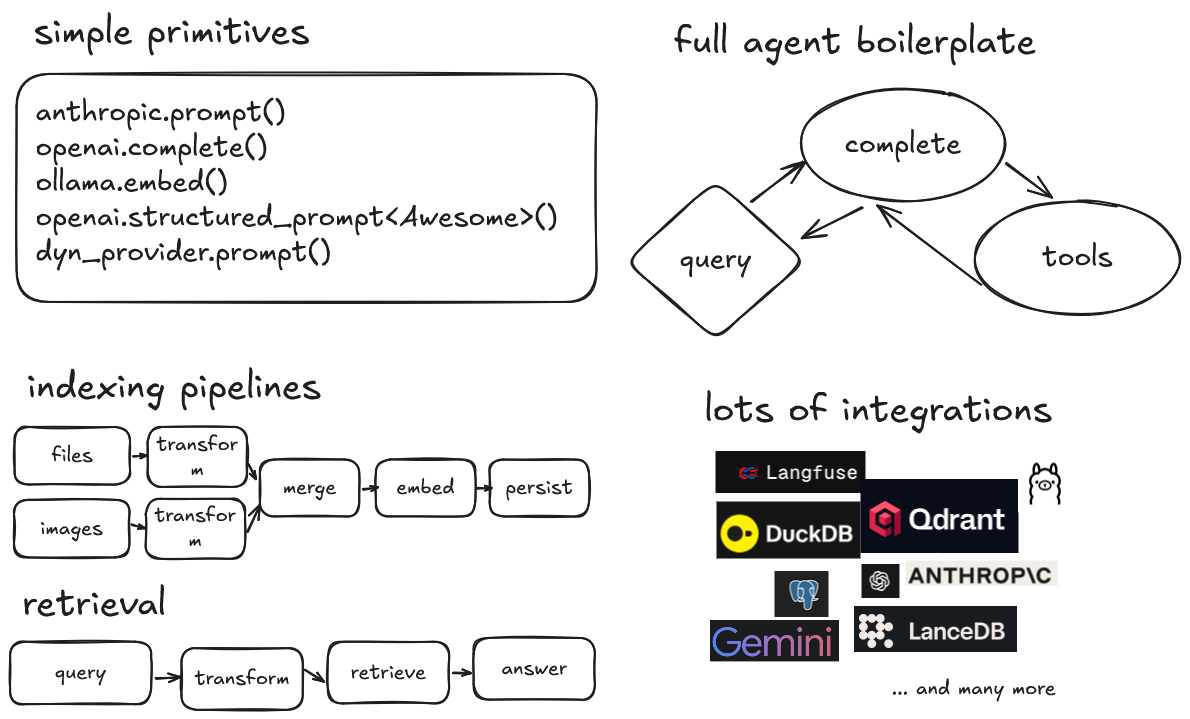 simple primitives
anthropic.prompt()
openai.complete()
ollama.embed()
openai.structured_prompt<Awesome>()
dyn_provider.prompt()
full agent boilerplate
complete
query
tools
indexing pipelines
files
transfor
m
images
transfor
m
merge
embed
persist
retrieval
query
transform
retrieve
answer
lots of integrations
Langfuse
DuckDB
Qdrant
ANTHROP\C
Gemini
LanceDB
... and many more